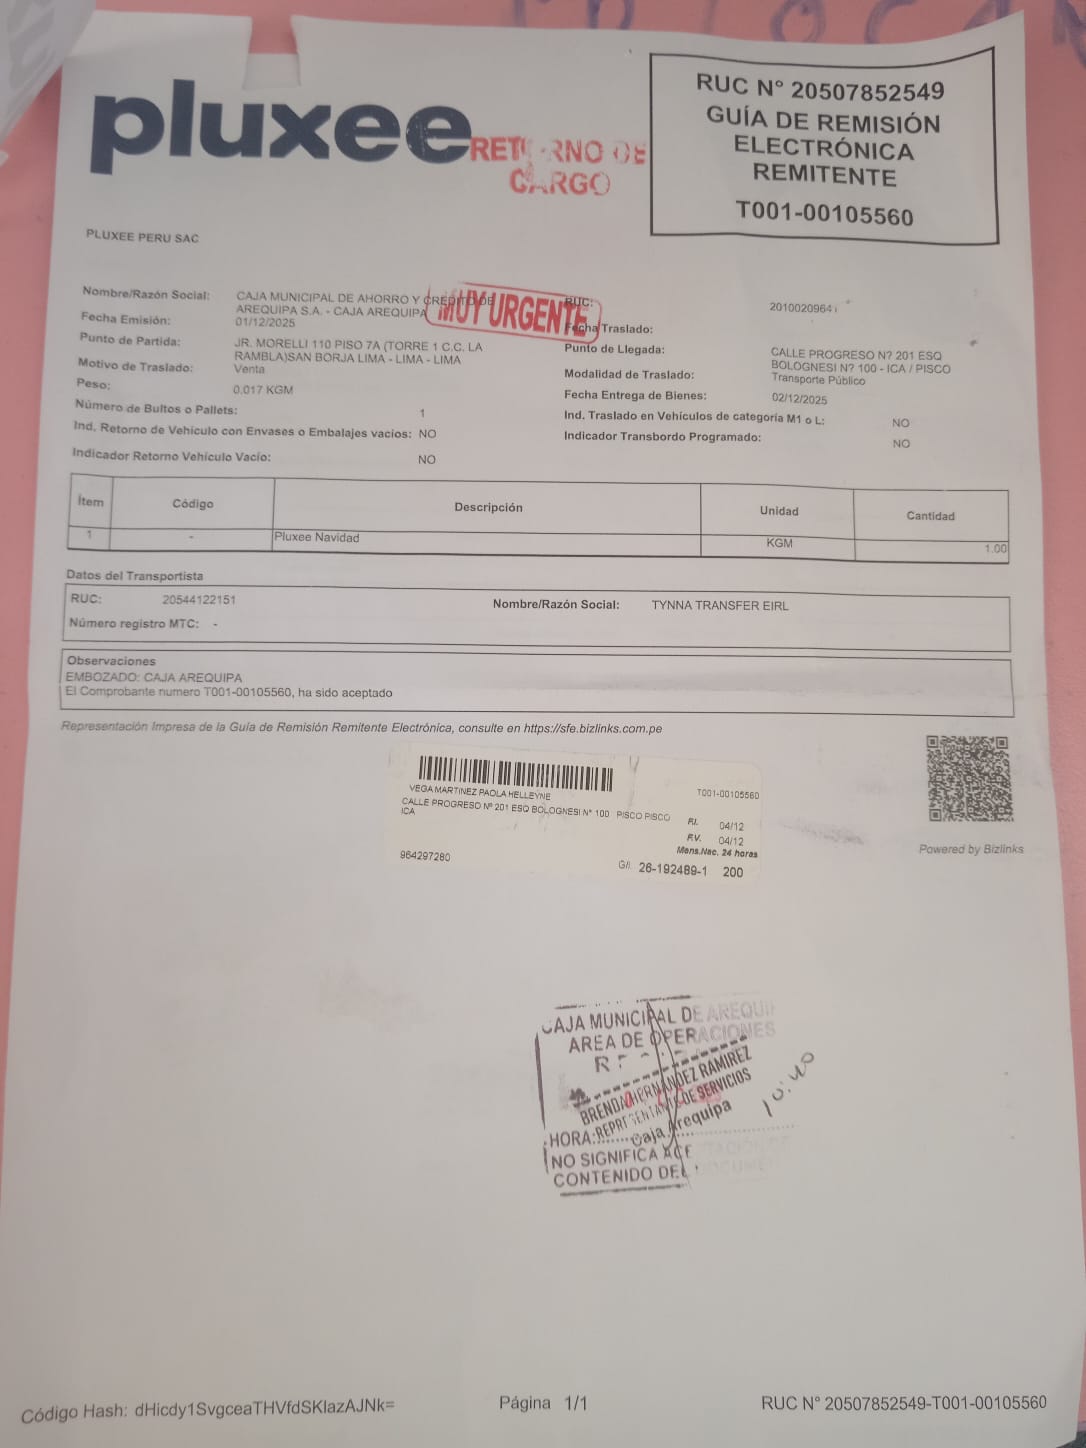 pluxee
RETORNO DE
CARGO
RUC N° 20507852549
GUÍA DE REMISIÓN
ELECTRÓNICA
REMITENTE
T001-00105560
PLUXEE PERU SAC
Nombre/Razón Social: CAJA MUNICIPAL DE AHORRO Y CREDITO DE
AREQUIPA S.A. - CAJA AREQUIPA
MUY URGENTE
RUC: 2010020964
Fecha Emisión: 01/12/2025
Fecha Traslado:
Punto de Partida: JR. MORELLI 110 PISO 7A (TORRE 1 C.C. LA
RAMBLA)SAN BORJA LIMA - LIMA - LIMA
Punto de Llegada: CALLE PROGRESO N? 201 ESQ
BOLOGNESI N? 100 - ICA / PISCO
Motivo de Traslado: Venta
Modalidad de Traslado: Transporte Público
Peso: 0.017 KGM
Fecha Entrega de Bienes: 02/12/2025
Número de Bultos o Pallets: 1
Ind. Traslado en Vehículos de categoría M1 o L: NO
Ind. Retorno de Vehículo con Envases o Embalajes vacios: NO
Indicador Transbordo Programado: NO
Indicador Retorno Vehículo Vacío: NO
Ítem Código Descripción Unidad Cantidad
1 - Pluxee Navidad KGM 1.00
Datos del Transportista
RUC: 20544122151 Nombre/Razón Social: TYNNA TRANSFER EIRL
Número registro MTC: -
Observaciones
EMBOZADO: CAJA AREQUIPA
El Comprobante numero T001-00105560, ha sido aceptado
Representación Impresa de la Guía de Remisión Remitente Electrónica, consulte en https://sfe.bizlinks.com.pe
VEGA MARTINEZ PAOLA HELLEYNE T001-00105560
CALLE PROGRESO Nº 201 ESQ BOLOGNESI N° 100 PISCO PISCO
ICA
R.I. 04/12
R.V. 04/12
Mens.Nac. 24 horas
964297280 G/I 26-192489-1 200
Powered by Bizlinks
CAJA MUNICIPAL DE AREQUI
AREA DE OPERACIONES
BRENDA HERNANDEZ RAMIREZ
REPRESENTANTE DE SERVICIOS
Caja Arequipa
10:40
HORA:
NO SIGNIFICA ACEPTACION DE
CONTENIDO DEL DOCUMEN
Código Hash: dHicdy1SvgceaTHVfdSKlazAJNk= Página 1/1 RUC N° 20507852549-T001-00105560